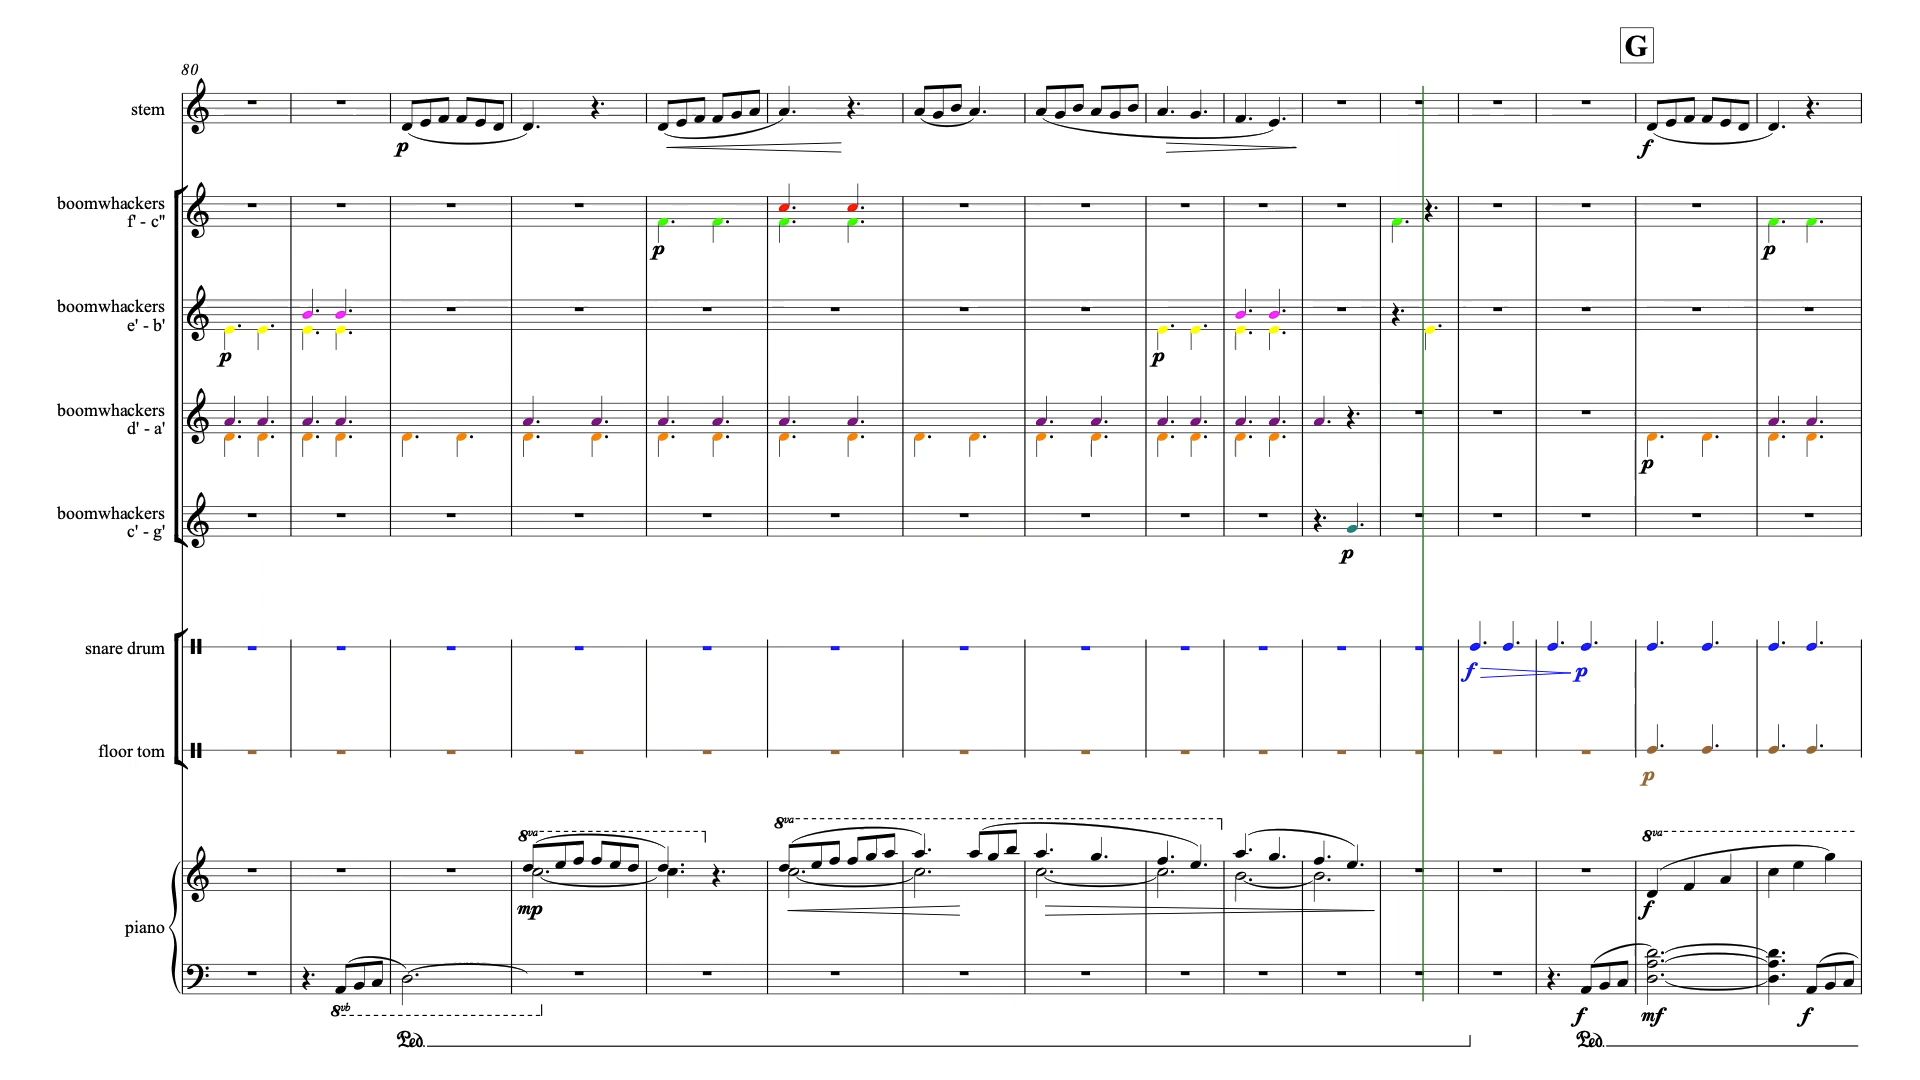 G
80
stem
p
f
boomwhackers
f' - c"
p
p
boomwhackers
e' - b'
p
p
boomwhackers
d' - a'
p
boomwhackers
c' - g'
p
snare drum
f
p
floor tom
p
8va
8va
8va
piano
mp
f
8vb
f
mf
f
Ped.
Ped.